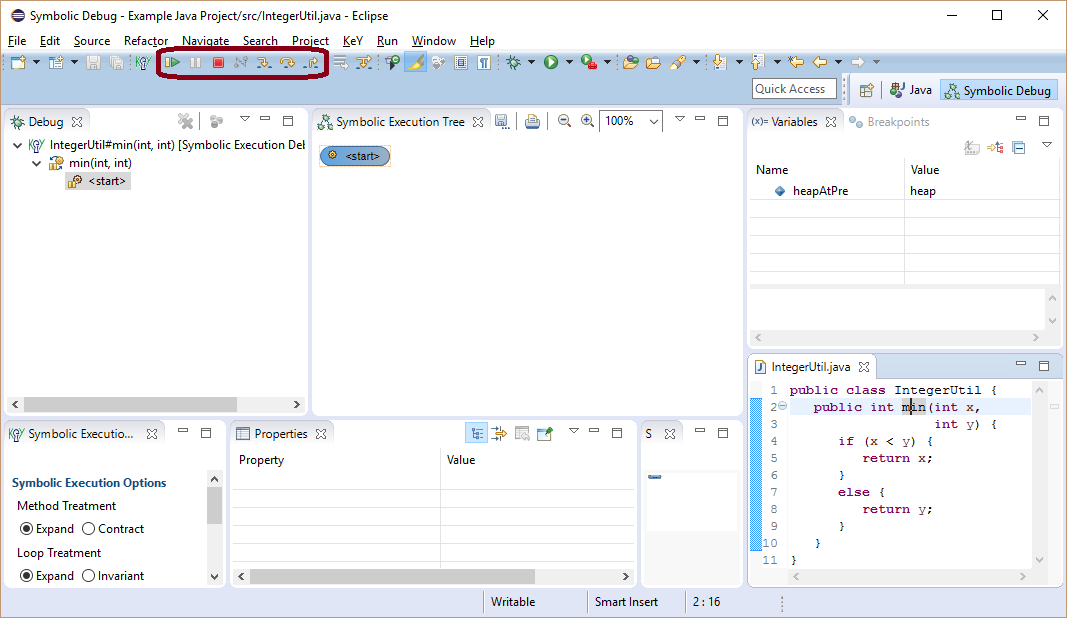 Symbolic Debug - Example Java Project/src/IntegerUtil.java - Eclipse
File Edit Source Refactor Navigate Search Project KeY Run Window Help
Quick Access
Java
Symbolic Debug
Debug
IntegerUtil#min(int, int) [Symbolic Execution Del
min(int, int)
<start>
Symbolic Execution Tree
100%
<start>
(x)= Variables
Breakpoints
Name Value
heapAtPre heap
Symbolic Executio...
Symbolic Execution Options
Method Treatment
Expand Contract
Loop Treatment
Expand Invariant
Properties
Property Value
S
IntegerUtil.java
1 public class IntegerUtil {
2 public int min(int x,
3 int y) {
4 if (x < y) {
5 return x;
6 }
7 else {
8 return y;
9 }
10 }
11 }
Writable Smart Insert 2 : 16